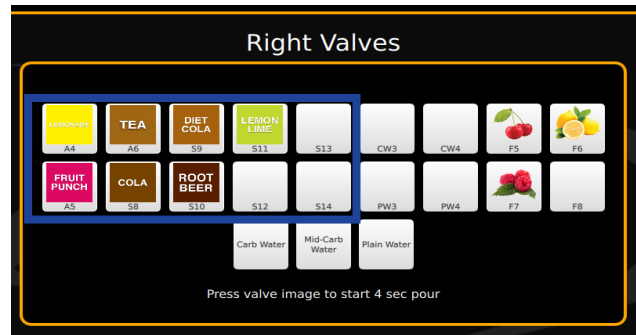 Right Valves
LEMONADE
TEA
DIET
COLA
LEMON
LIME
A4
A6
S9
S11
S13
CW3
CW4
F5
F6
FRUIT
PUNCH
COLA
ROOT
BEER
A5
S8
S10
S12
S14
PW3
PW4
F7
F8
Carb Water
Mid-Carb
Water
Plain Water
Press valve image to start 4 sec pour